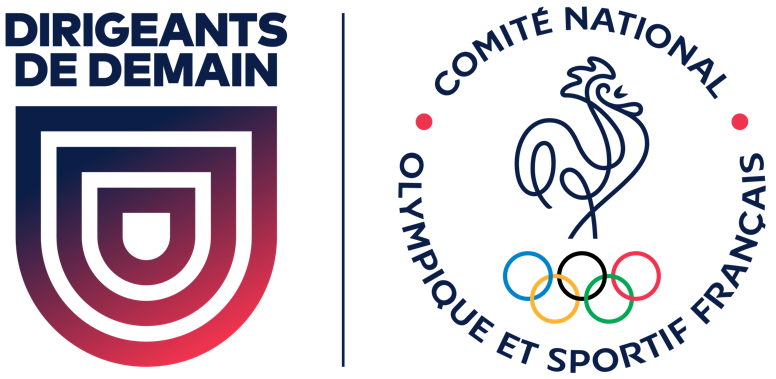 DIRIGEANTS
DE DEMAIN
COMITÉ NATIONAL
OLYMPIQUE ET SPORTIF FRANÇAIS